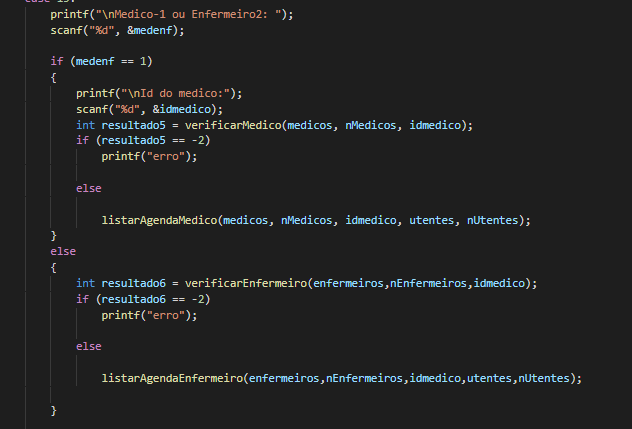 case 13:
printf("\nMedico-1 ou Enfermeiro2: ");
scanf("%d", &medenf);
if (medenf == 1)
{
printf("\nId do medico:");
scanf("%d", &idmedico);
int resultado5 = verificarMedico(medicos, nMedicos, idmedico);
if (resultado5 == -2)
printf("erro");
else
listarAgendaMedico(medicos, nMedicos, idmedico, utentes, nUtentes);
}
else
{
int resultado6 = verificarEnfermeiro(enfermeiros,nEnfermeiros,idmedico);
if (resultado6 == -2)
printf("erro");
else
listarAgendaEnfermeiro(enfermeiros,nEnfermeiros,idmedico,utentes,nUtentes);
}